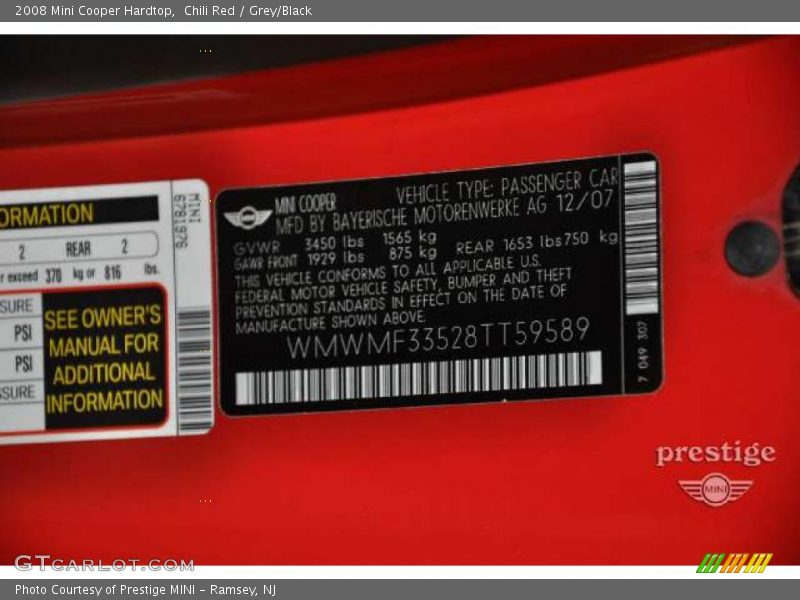 2008 Mini Cooper Hardtop,  Chili Red / Grey/Black
ORMATION
2 REAR 2
r exceed 370 kg or 816 lbs.
SURE
PSI
PSI
SSURE
SEE OWNER'S
MANUAL FOR
ADDITIONAL
INFORMATION
MINI
6781976
MINI
MINI COOPER VEHICLE TYPE: PASSENGER CAR
MFD BY BAYERISCHE MOTORENWERKE AG 12/07
GVWR 3450 lbs 1565 kg
GAWR FRONT 1929 lbs 875 kg REAR 1653 lbs 750 kg
THIS VEHICLE CONFORMS TO ALL APPLICABLE U.S.
FEDERAL MOTOR VEHICLE SAFETY, BUMPER AND THEFT
PREVENTION STANDARDS IN EFFECT ON THE DATE OF
MANUFACTURE SHOWN ABOVE.
WMWMF33528TT59589
7 049 307
prestige
MINI
GTcarlot.com
Photo Courtesy of Prestige MINI - Ramsey, NJ